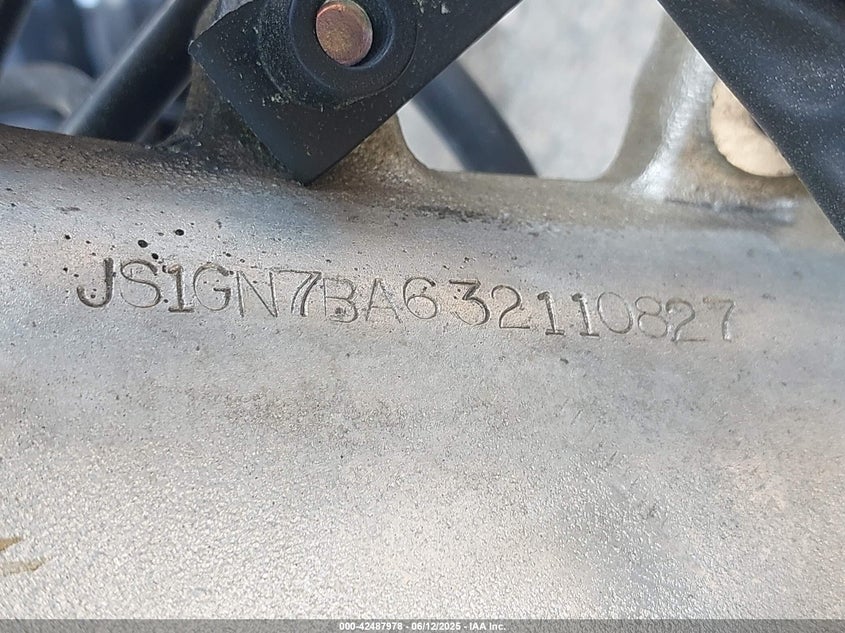 JS1GN7BA632110827
000-42487978 - 06/12/2025 - IAA Inc.